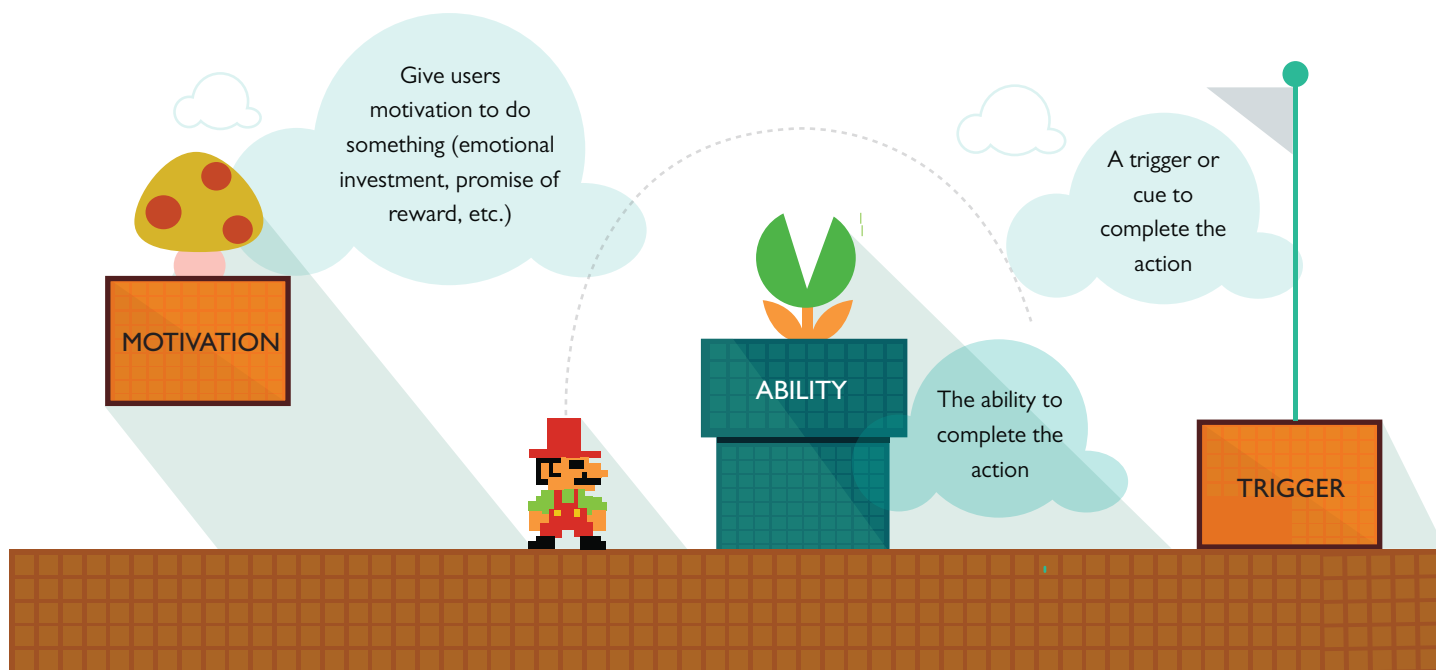 Give users
motivation to do
something (emotional
investment, promise of
reward, etc.)
MOTIVATION
ABILITY
The ability to
complete the
action
A trigger or
cue to
complete the
action
TRIGGER